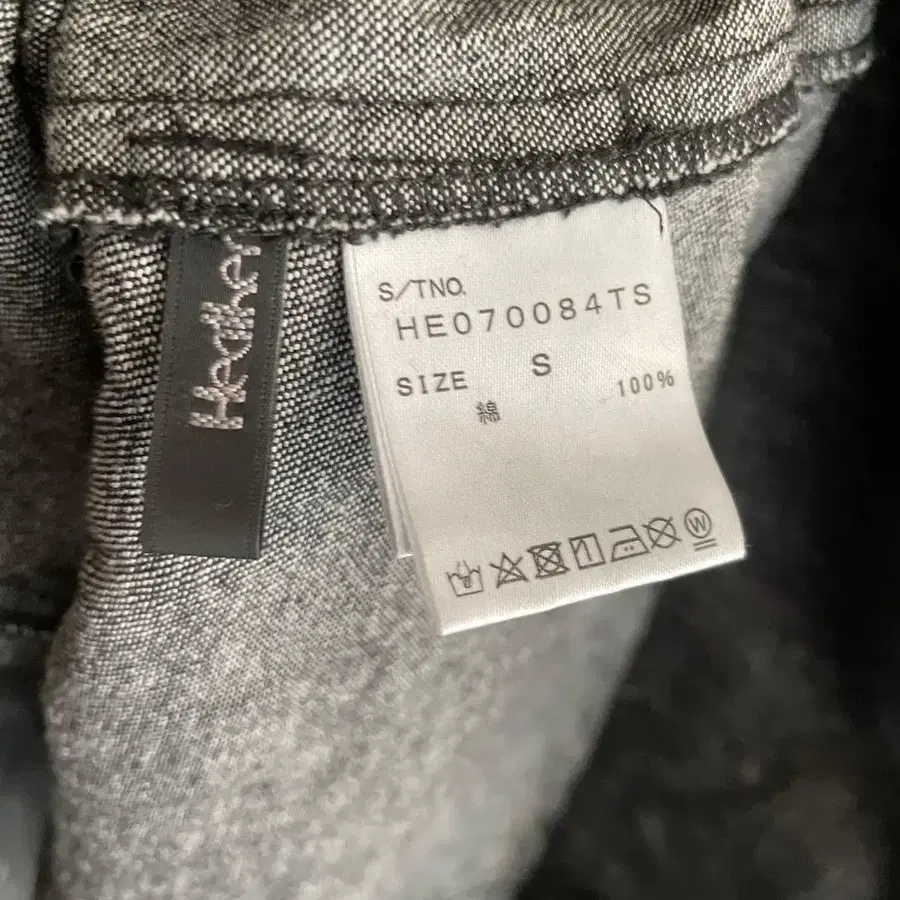 Heather
S/TNO.
HE070084TS
SIZE S
綿 100%
W